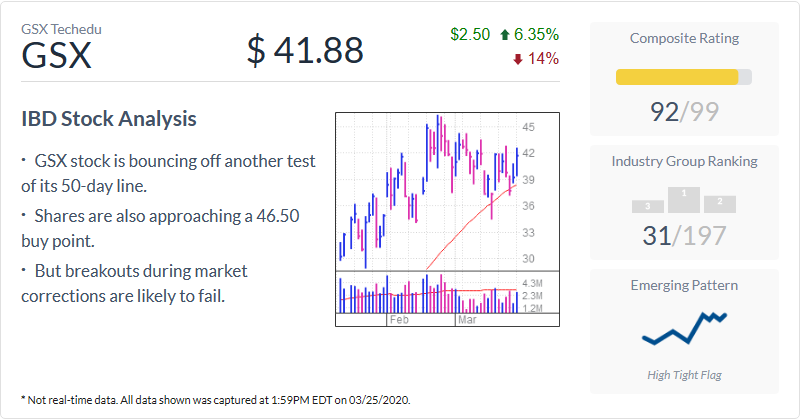 GSX Techedu
GSX
$ 41.88
$2.50 6.35%
14%
IBD Stock Analysis
· GSX stock is bouncing off another test
of its 50-day line.
· Shares are also approaching a 46.50
buy point.
· But breakouts during market
corrections are likely to fail.
45
42
39
36
33
30
4.3M
2.3M
1.2M
Feb Mar
Composite Rating
92/99
Industry Group Ranking
3 1 2
31/197
Emerging Pattern
High Tight Flag
* Not real-time data. All data shown was captured at 1:59PM EDT on 03/25/2020.